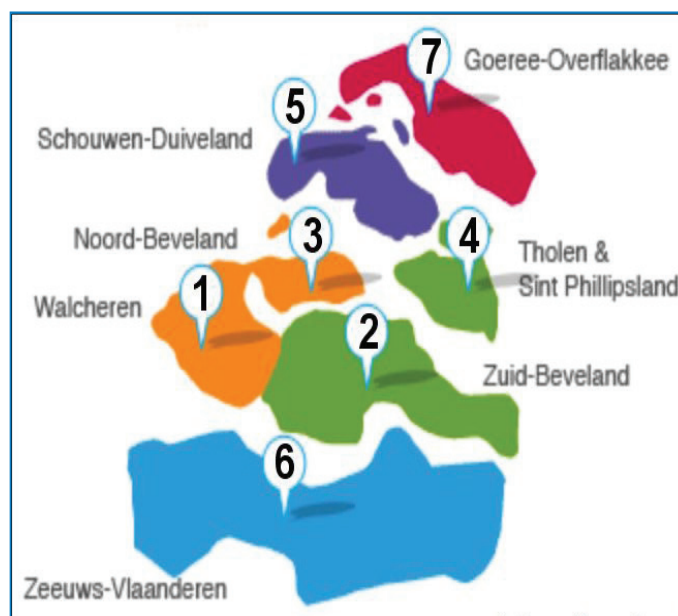 7
Goeree-Overflakkee
5
Schouwen-Duiveland
Noord-Beveland
3
4
Tholen &
Sint Phillipsland
Walcheren
1
2
Zuid-Beveland
6
Zeeuws-Vlaanderen